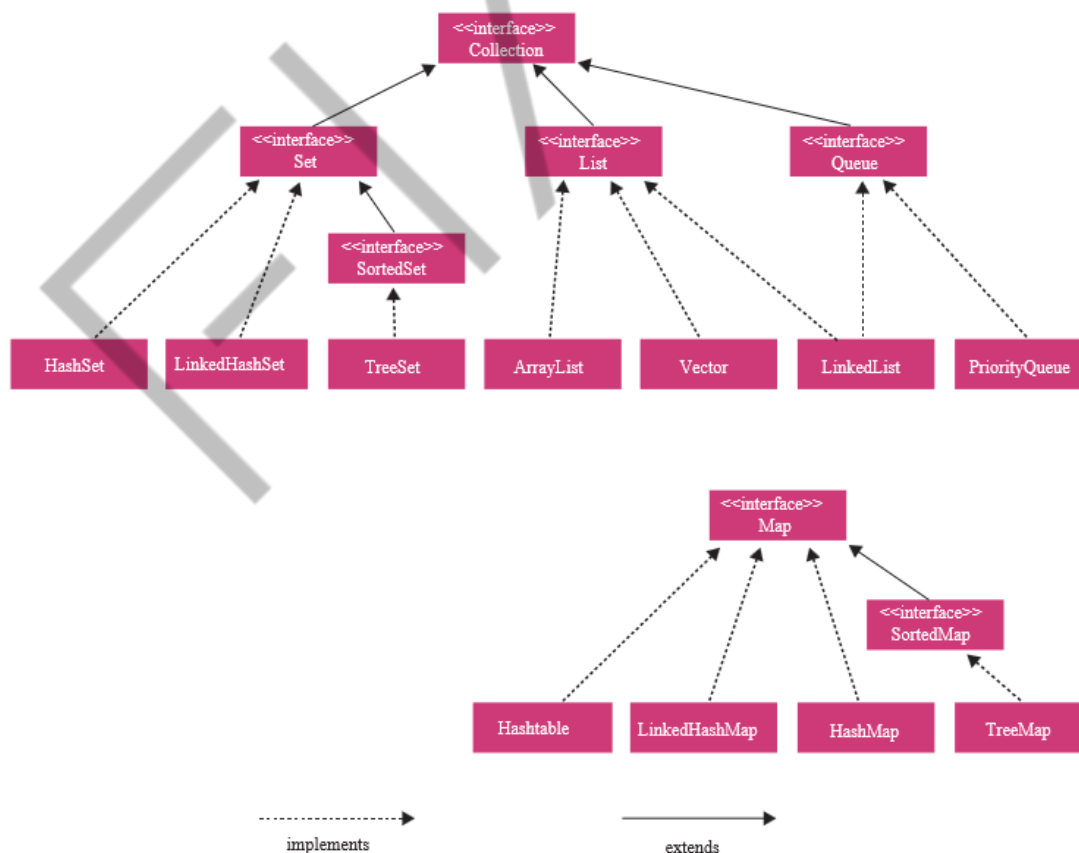 <<interface>>
Collection
<<interface>>
Set
<<interface>>
List
<<interface>>
Queue
<<interface>>
SortedSet
HashSet
LinkedHashSet
TreeSet
ArrayList
Vector
LinkedList
PriorityQueue
<<interface>>
Map
<<interface>>
SortedMap
Hashtable
LinkedHashMap
HashMap
TreeMap
implements
extends